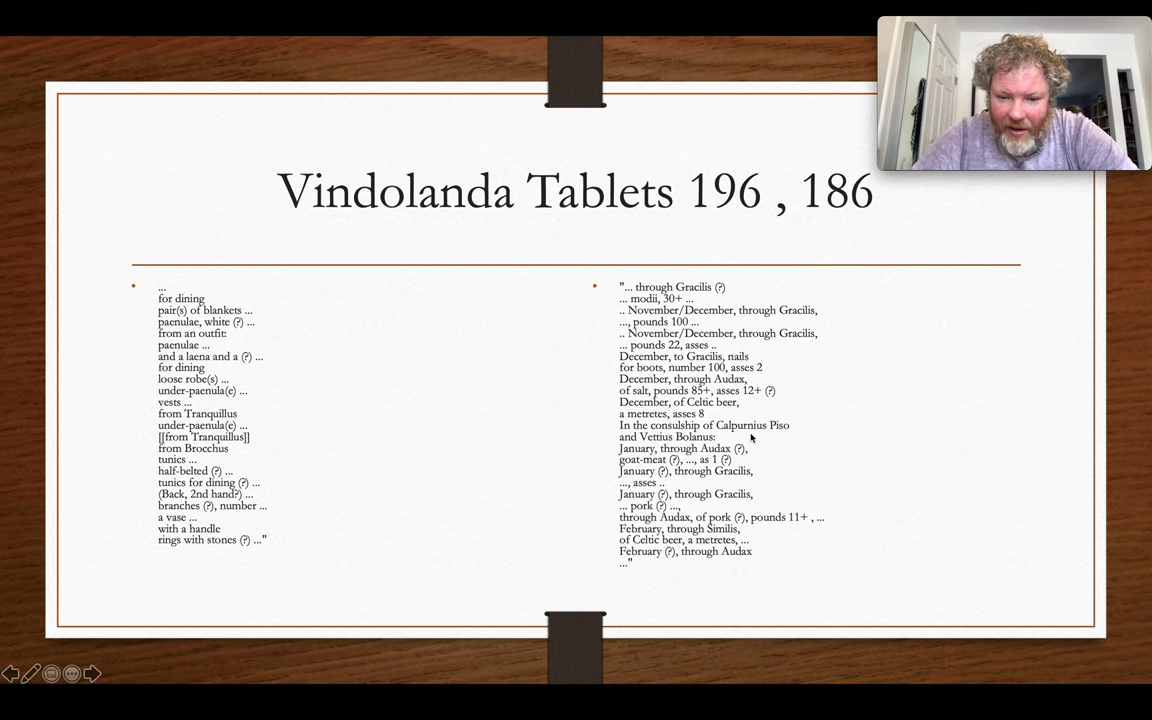 Vindolanda Tablets 196 , 186
• ...
for dining
pair(s) of blankets ...
paenulae, white (?) ...
from an outfit:
paenulae ...
and a laena and a (?) ...
for dining
loose robe(s) ...
under-paenula(e) ...
vests ...
from Tranquillus
under-paenula(e) ...
[[from Tranquillus]]
from Brocchus
tunics ...
half-belted (?) ...
tunics for dining (?) ...
(Back, 2nd hand?) ...
branches (?), number ...
a vase ...
with a handle
rings with stones (?) ..."
• "... through Gracilis (?)
... modii, 30+ ...
.. November/December, through Gracilis,
..., pounds 100 ...
.. November/December, through Gracilis,
... pounds 22, asses ..
December, to Gracilis, nails
for boots, number 100, asses 2
December, through Audax,
of salt, pounds 85+, asses 12+ (?)
December, of Celtic beer,
a metretes, asses 8
In the consulship of Calpurnius Piso
and Vettius Bolanus:
January, through Audax (?),
goat-meat (?), ..., as 1 (?)
January (?), through Gracilis,
..., asses ..
January (?), through Gracilis,
... pork (?) ...,
through Audax, of pork (?), pounds 11+ , ...
February, through Similis,
of Celtic beer, a metretes, ...
February (?), through Audax
..."